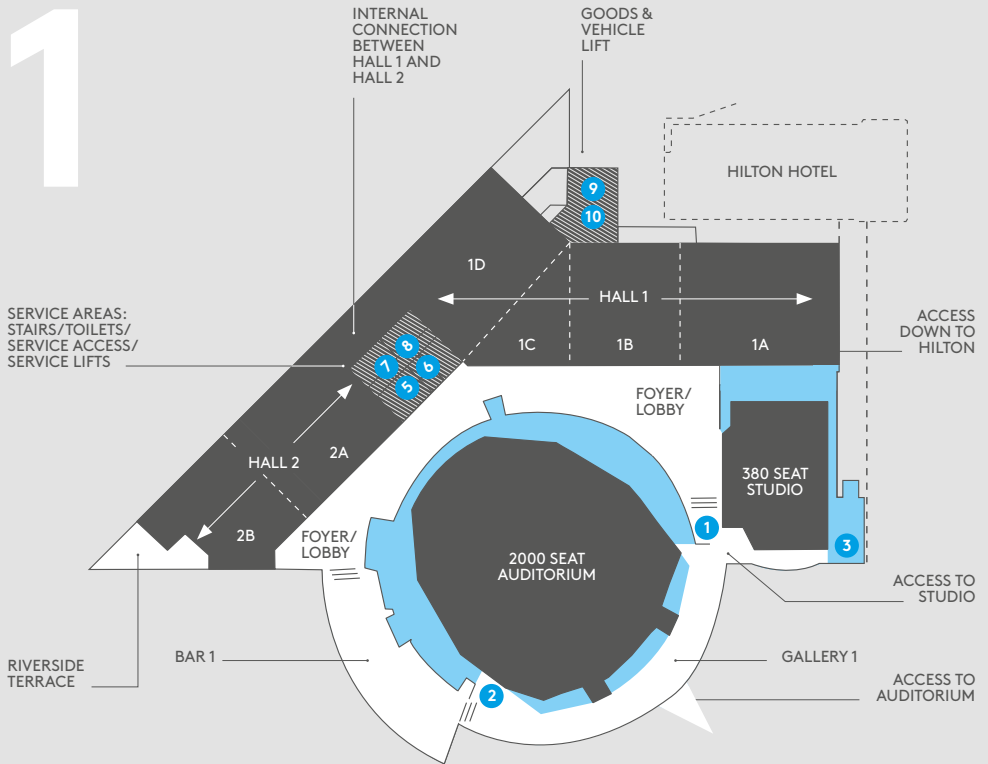 1
INTERNAL
CONNECTION
BETWEEN
HALL 1 AND
HALL 2
GOODS &
VEHICLE
LIFT
HILTON HOTEL
9
10
1D
HALL 1
SERVICE AREAS:
STAIRS/TOILETS/
SERVICE ACCESS/
SERVICE LIFTS
ACCESS
DOWN TO
HILTON
8
7
6
5
1C
1B
1A
FOYER/
LOBBY
HALL 2
2A
2B
380 SEAT
STUDIO
FOYER/
LOBBY
1
3
2000 SEAT
AUDITORIUM
ACCESS TO
STUDIO
RIVERSIDE
TERRACE
BAR 1
GALLERY 1
2
ACCESS TO
AUDITORIUM